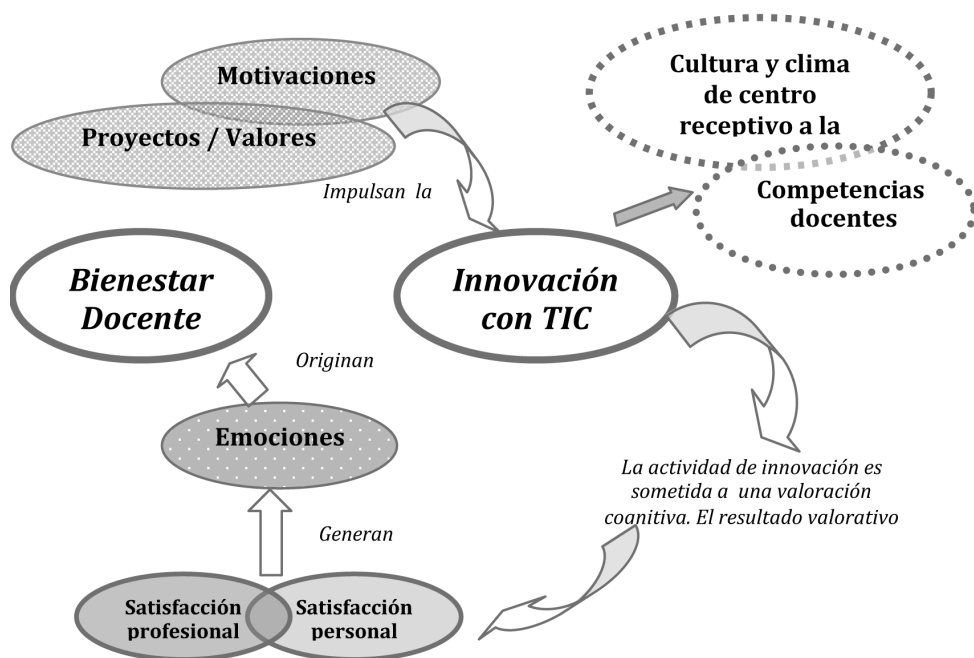 Motivaciones
Proyectos / Valores
Impulsan la
Cultura y clima
de centro
receptivo a la
Competencias
docentes
Bienestar
Docente
Innovación
con TIC
Originan
Emociones
La actividad de innovación es
sometida a una valoración
cognitiva. El resultado valorativo
Generan
Satisfacción
profesional
Satisfacción
personal